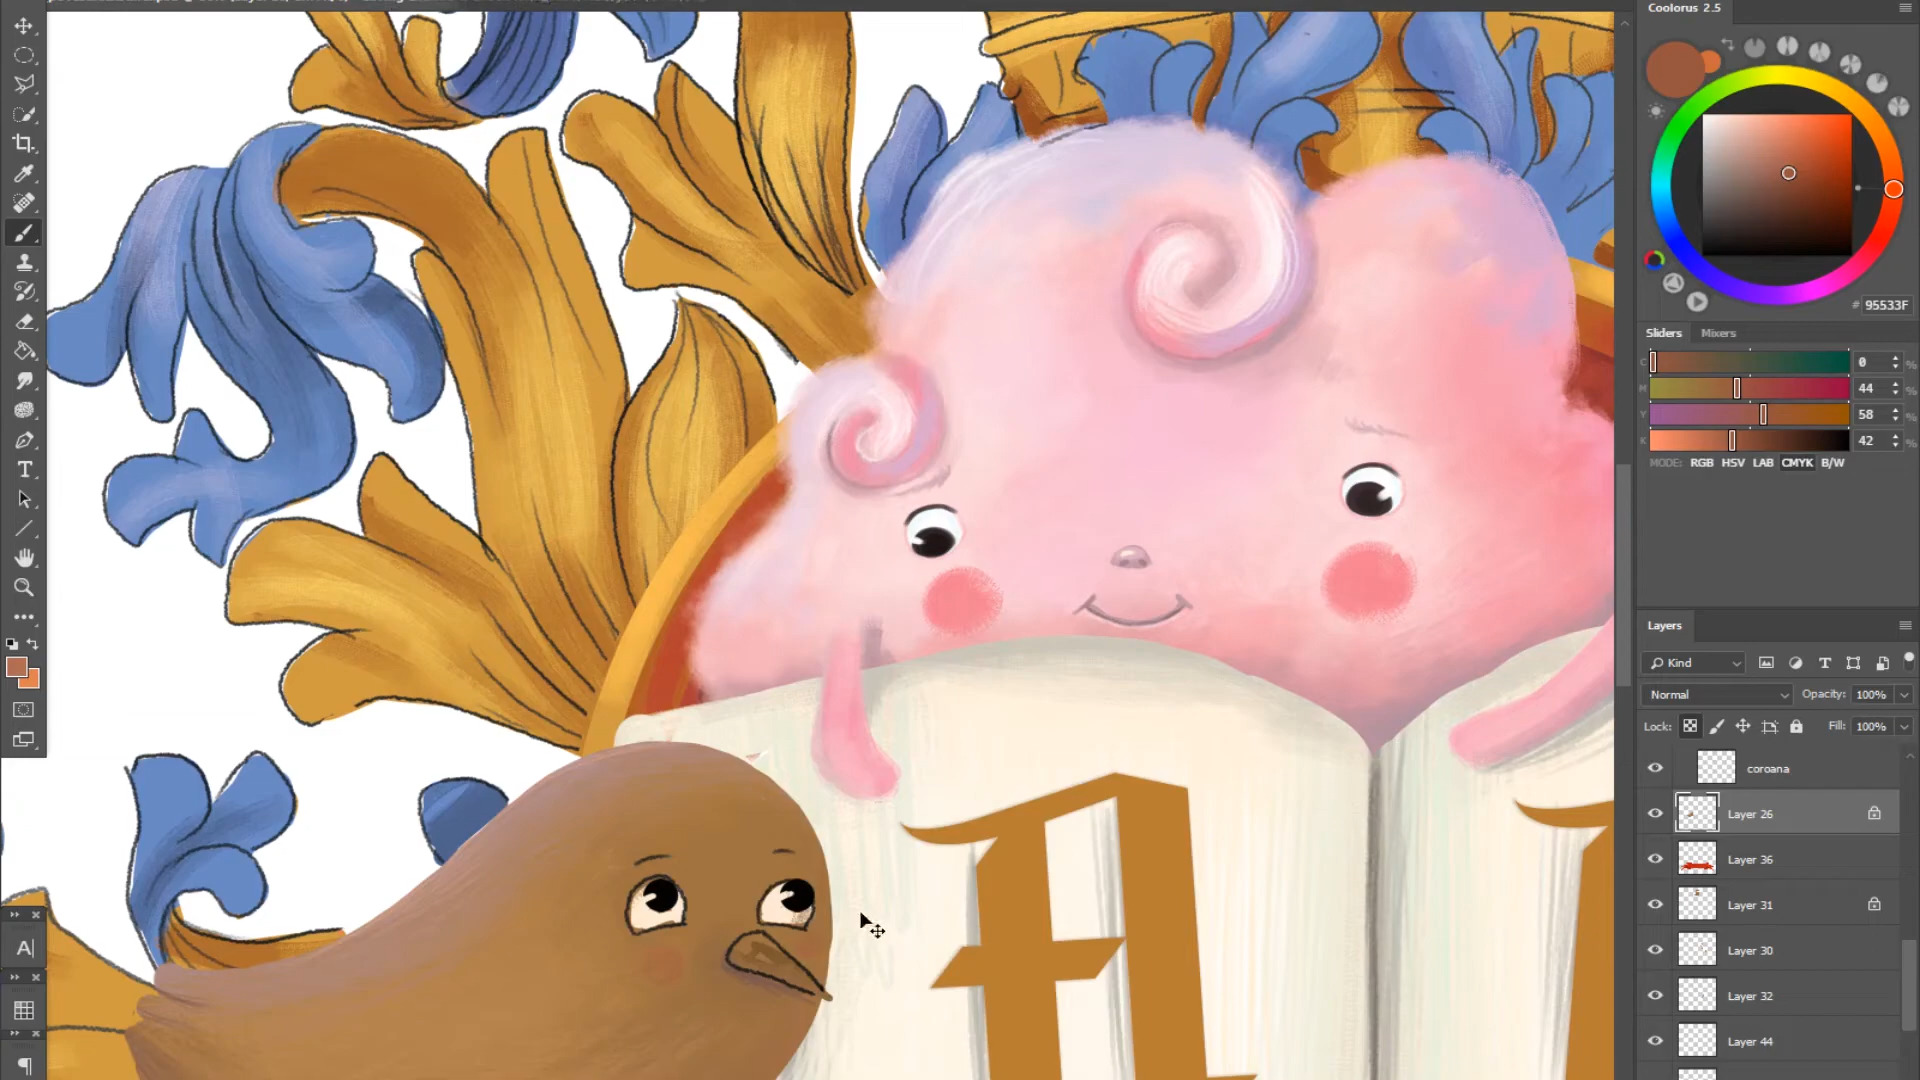 Coolorus 2.5
# 95533F
Sliders Mixers
C 0 %
M 44 %
Y 58 %
K 42 %
MODE: RGB HSV LAB CMYK B/W
Layers
Kind
Normal Opacity: 100%
Lock: Fill: 100%
coroana
Layer 26
Layer 36
Layer 31
Layer 30
Layer 32
Layer 44
A